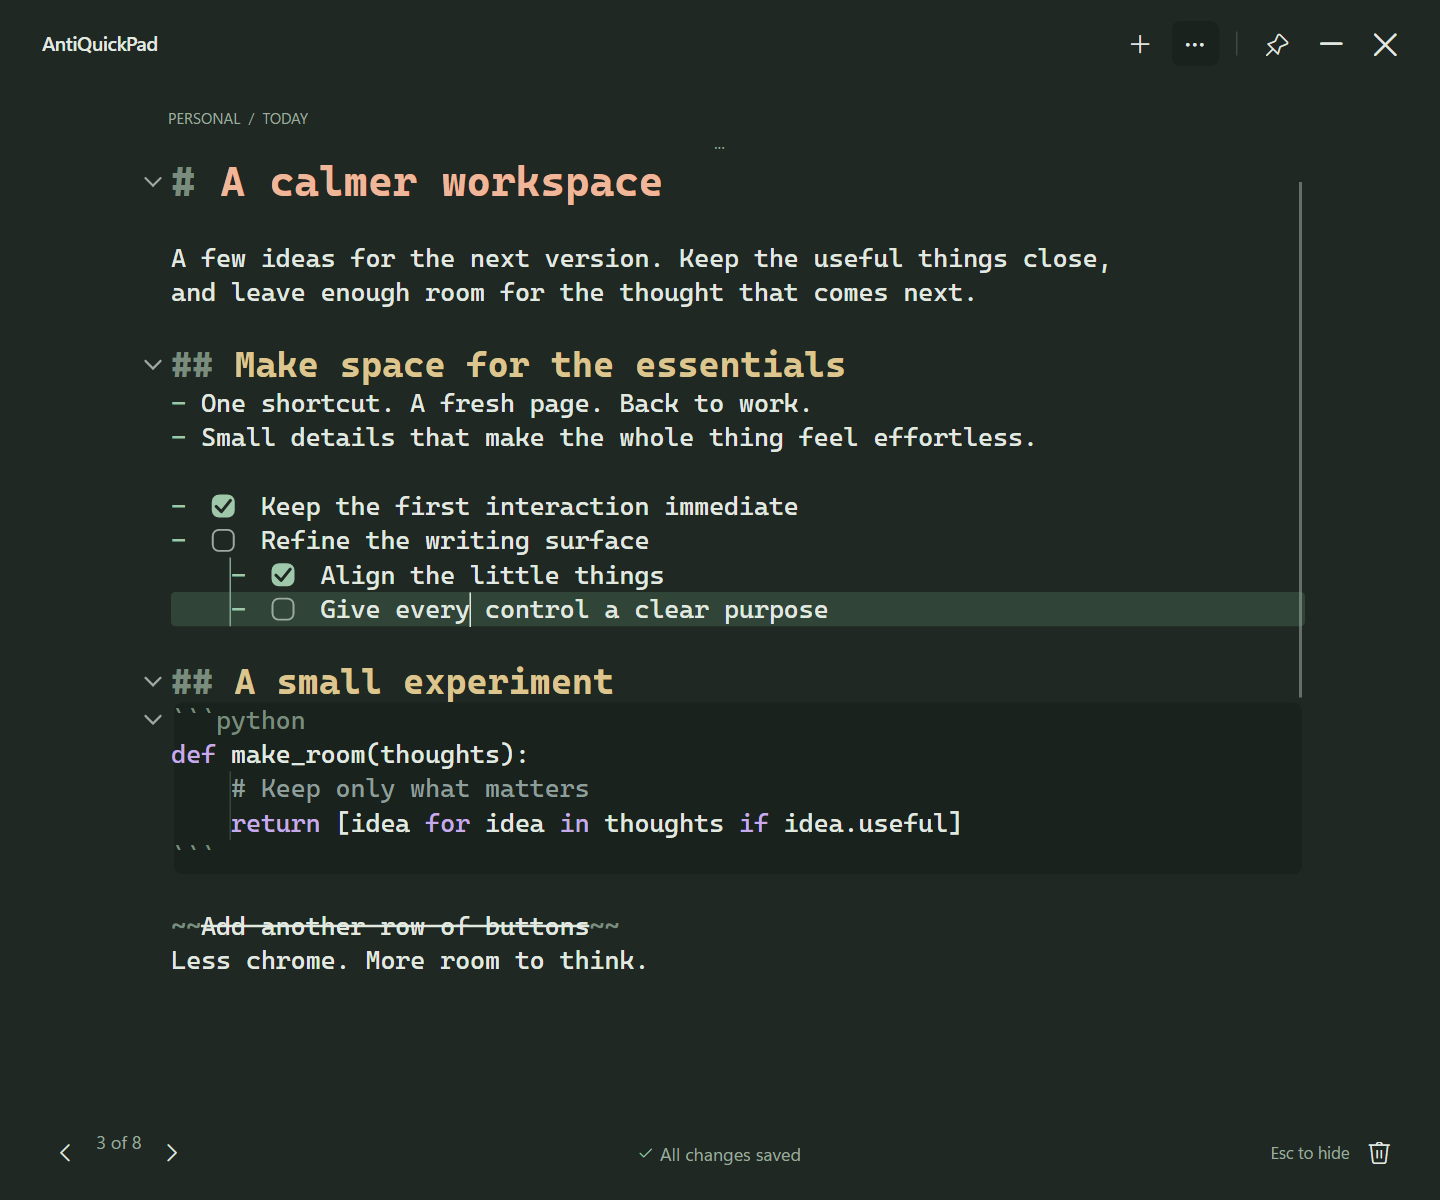 AntiQuickPad
PERSONAL / TODAY
...
# A calmer workspace
A few ideas for the next version. Keep the useful things close,
and leave enough room for the thought that comes next.
## Make space for the essentials
- One shortcut. A fresh page. Back to work.
- Small details that make the whole thing feel effortless.
- Keep the first interaction immediate
- Refine the writing surface
- Align the little things
- Give every control a clear purpose
## A small experiment
```python
def make_room(thoughts):
# Keep only what matters
return [idea for idea in thoughts if idea.useful]
```
~~Add another row of buttons~~
Less chrome. More room to think.
3 of 8
All changes saved
Esc to hide